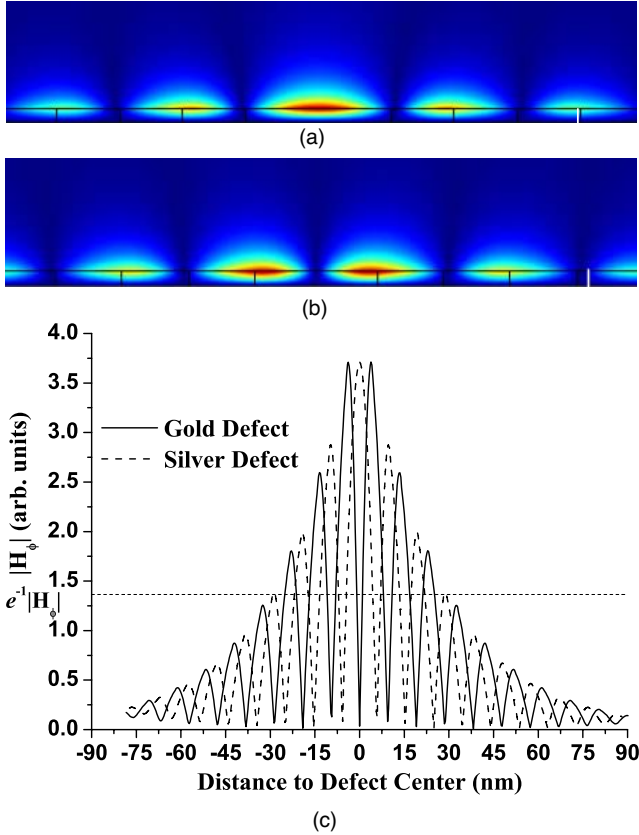 (a)
(b)
4.0
3.5
3.0
2.5
2.0
1.5
1.0
0.5
0.0
|Hϕ| (arb. units)
e⁻¹|Hϕ|
Gold Defect
Silver Defect
-90 -75 -60 -45 -30 -15 0 15 30 45 60 75 90
Distance to Defect Center (nm)
(c)